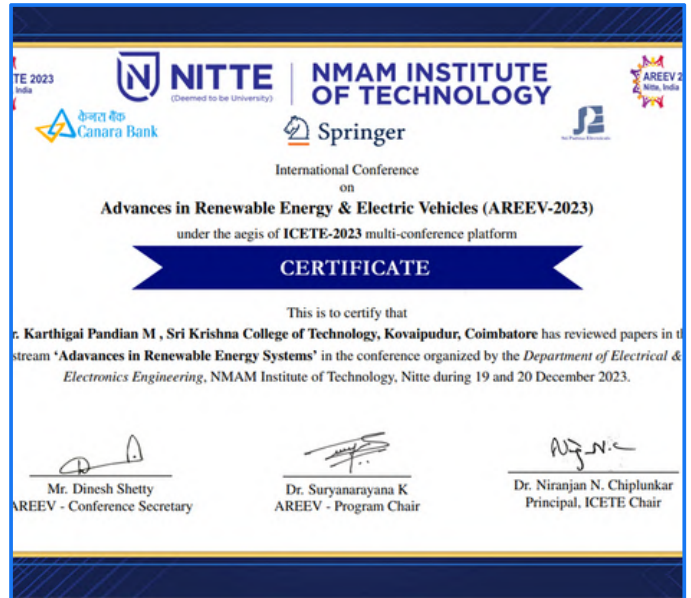 TE 2023
India
NITTE
(Deemed to be University)
NMAM INSTITUTE
OF TECHNOLOGY
AREEV 2
Nitte, India
केनरा बैंक
Canara Bank
Springer
Sri Padma Electricals
International Conference
on
Advances in Renewable Energy & Electric Vehicles (AREEV-2023)
under the aegis of ICETE-2023 multi-conference platform
CERTIFICATE
This is to certify that
r. Karthigai Pandian M , Sri Krishna College of Technology, Kovaipudur, Coimbatore has reviewed papers in t
stream ‘Adavances in Renewable Energy Systems’ in the conference organized by the Department of Electrical &
Electronics Engineering, NMAM Institute of Technology, Nitte during 19 and 20 December 2023.
Mr. Dinesh Shetty
AREEV - Conference Secretary
Dr. Suryanarayana K
AREEV - Program Chair
Dr. Niranjan N. Chiplunkar
Principal, ICETE Chair